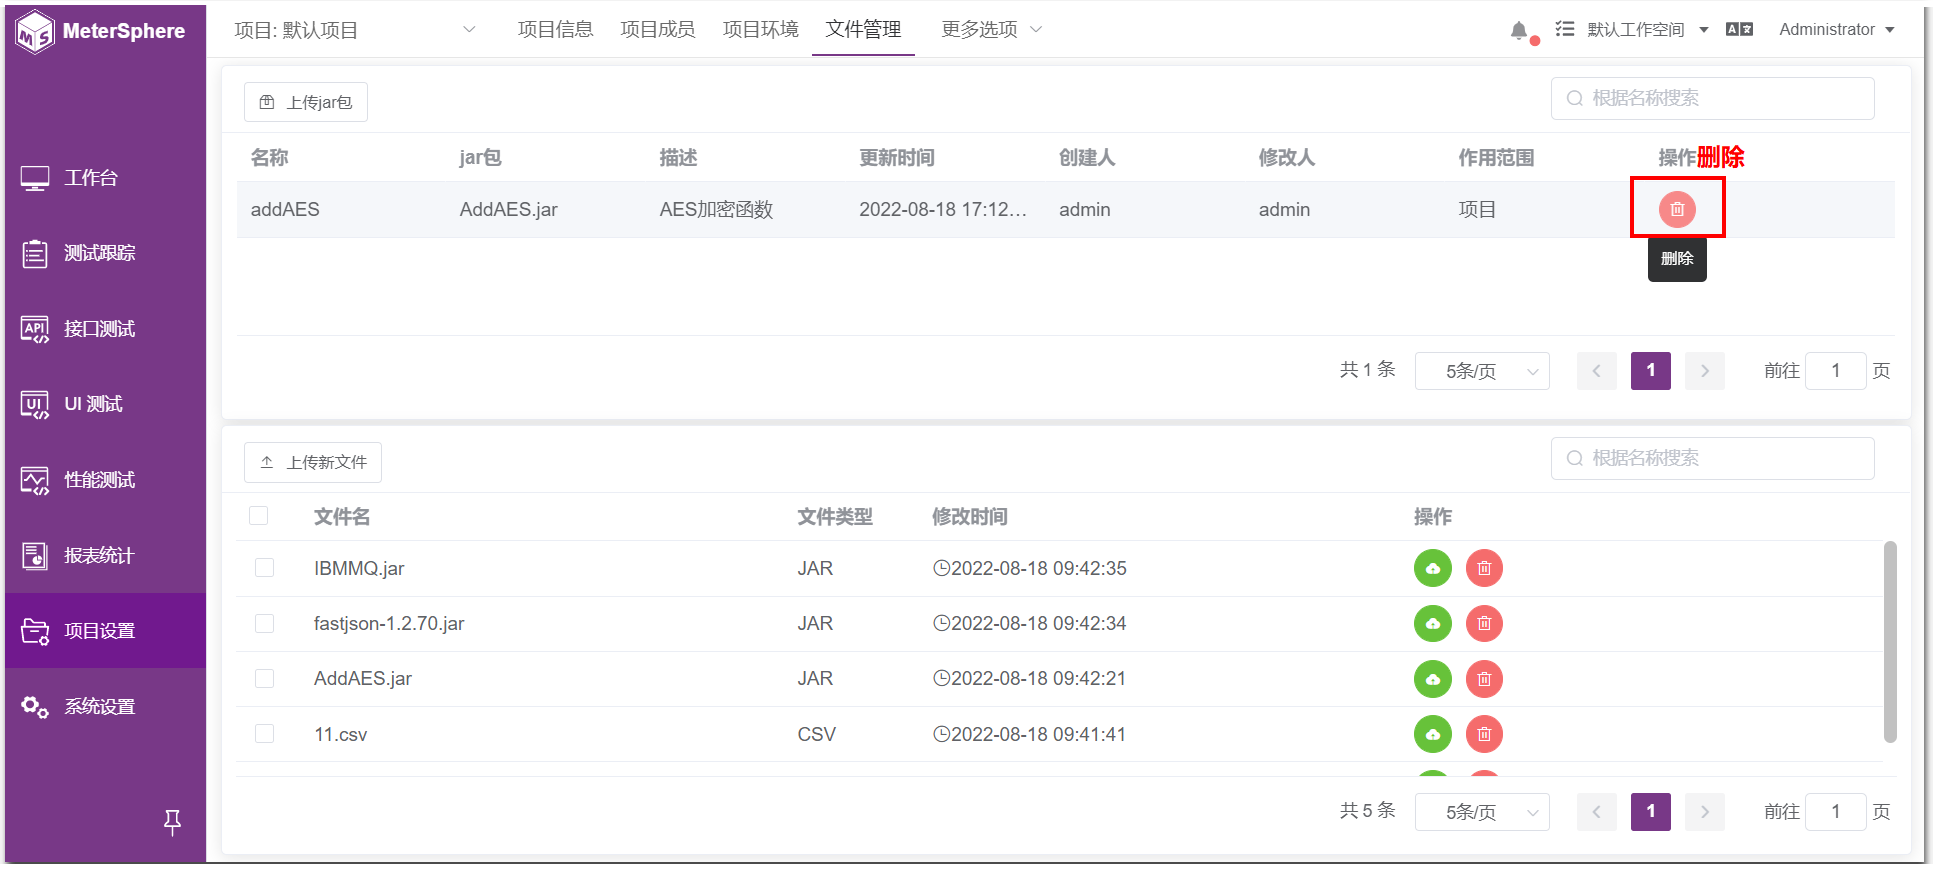 MeterSphere
项目: 默认项目
项目信息
项目成员
项目环境
文件管理
更多选项
默认工作空间
Administrator
工作台
测试跟踪
接口测试
UI 测试
性能测试
报表统计
项目设置
系统设置
上传jar包
根据名称搜索
名称 jar包 描述 更新时间 创建人 修改人 作用范围 操作删除
addAES AddAES.jar AES加密函数 2022-08-18 17:12... admin admin 项目
删除
共 1 条 5条/页 1 前往 1 页
上传新文件
根据名称搜索
文件名 文件类型 修改时间 操作
IBMMQ.jar JAR 2022-08-18 09:42:35
fastjson-1.2.70.jar JAR 2022-08-18 09:42:34
AddAES.jar JAR 2022-08-18 09:42:21
11.csv CSV 2022-08-18 09:41:41
共 5 条 5条/页 1 前往 1 页